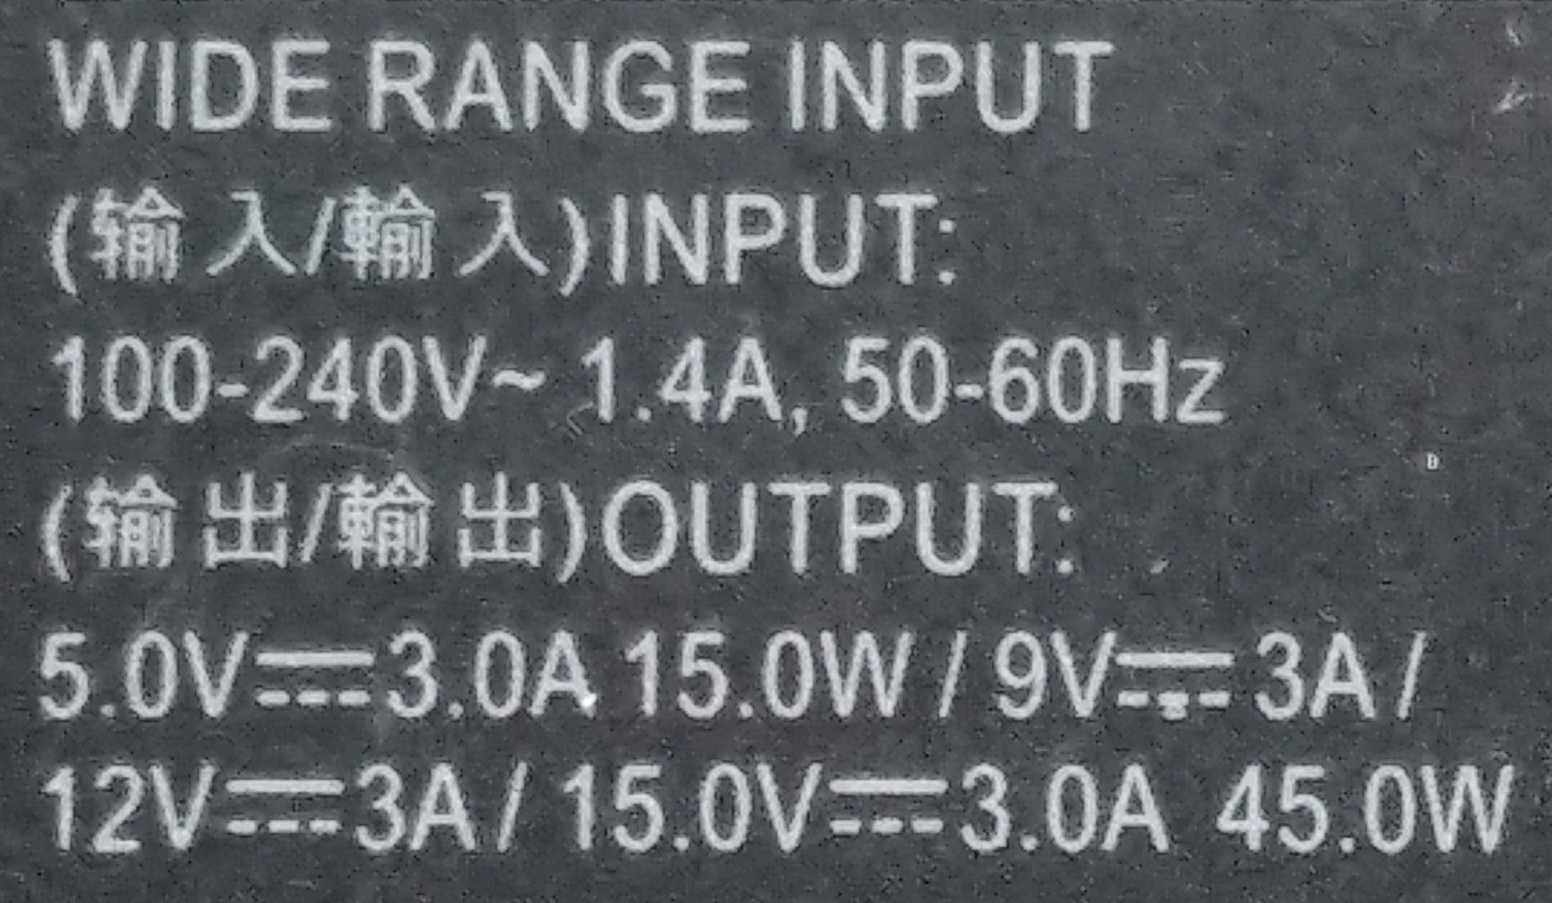 WIDE RANGE INPUT
(输入/輸入)INPUT:
100-240V~ 1.4A, 50-60Hz
(输出/輸出)OUTPUT:
5.0V⎓3.0A 15.0W / 9V⎓3A /
12V⎓3A / 15.0V⎓3.0A 45.0W